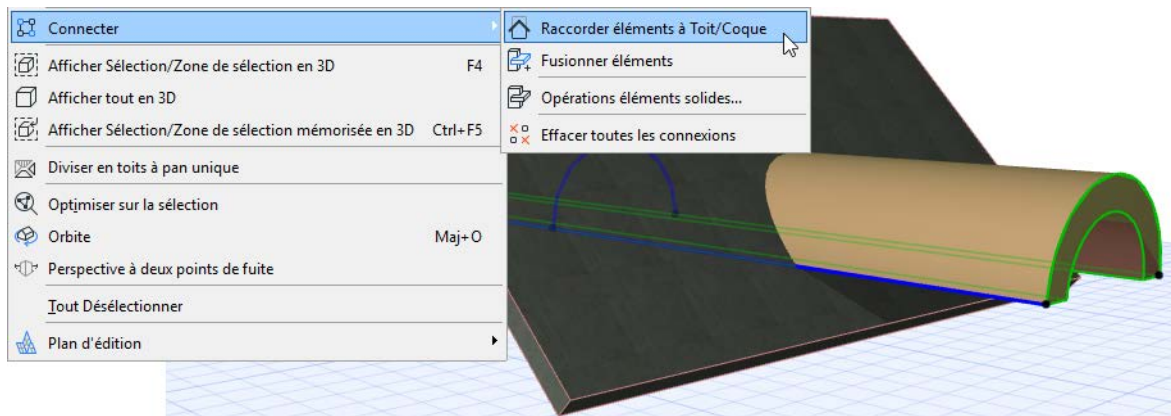 Connecter
Raccorder éléments à Toit/Coque
Fusionner éléments
Opérations éléments solides...
Effacer toutes les connexions
Afficher Sélection/Zone de sélection en 3D F4
Afficher tout en 3D
Afficher Sélection/Zone de sélection mémorisée en 3D Ctrl+F5
Diviser en toits à pan unique
Optimiser sur la sélection
Orbite Maj+O
Perspective à deux points de fuite
Tout Désélectionner
Plan d'édition